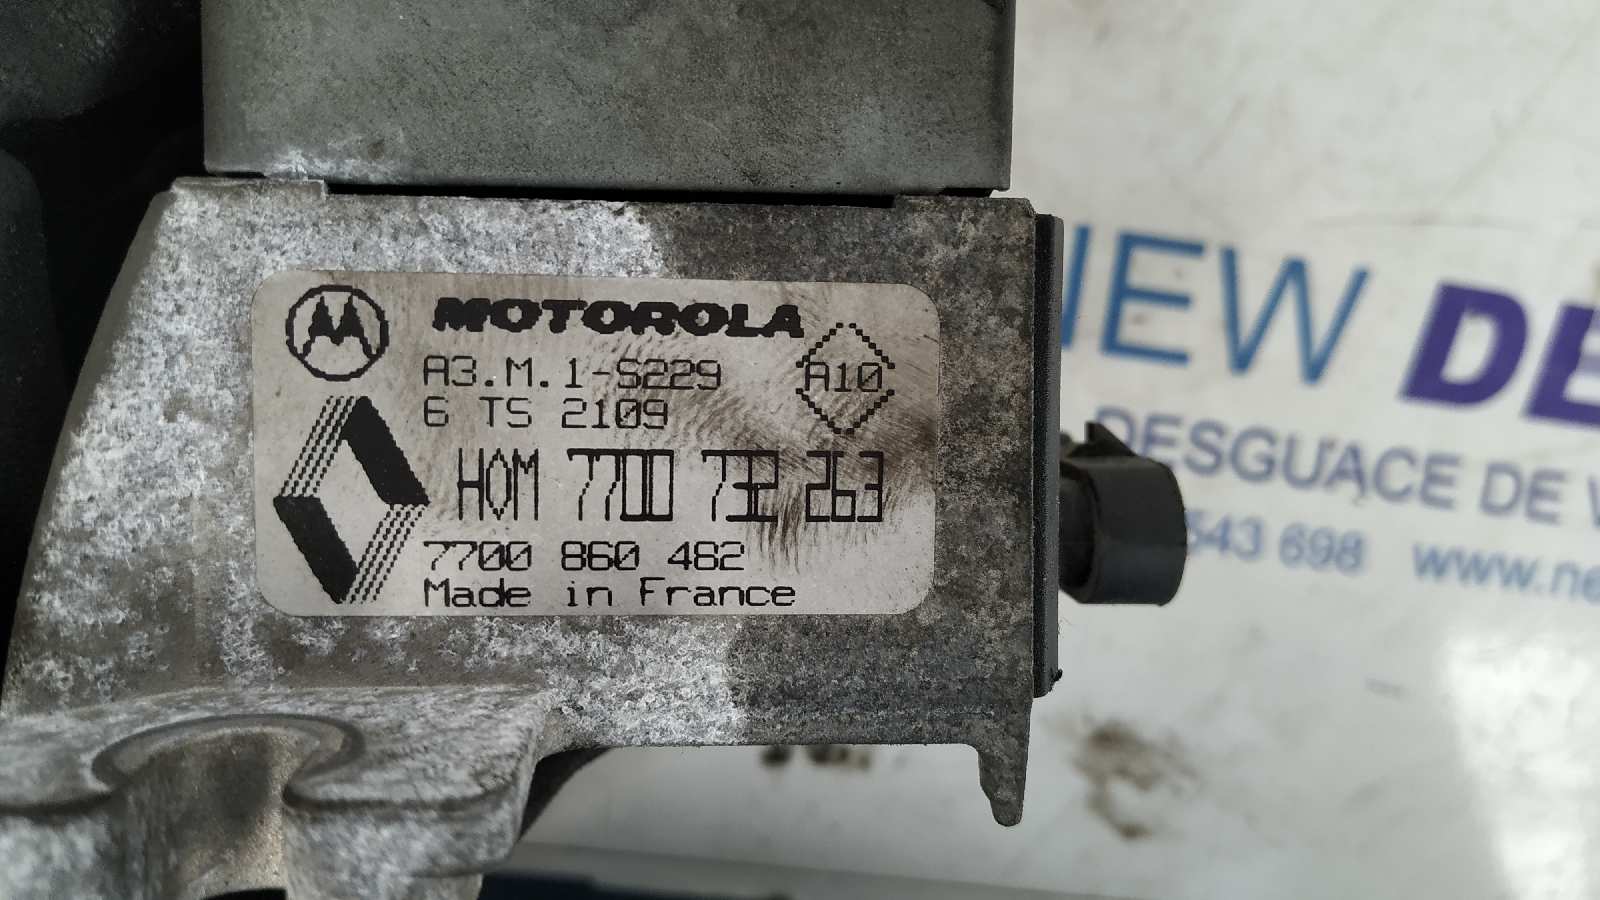 MOTOROLA
A3.M.1-S229
A10
6 TS 2109
HOM 7700 732 263
7700 860 482
Made in France
NEW DE
DESGUACE DE V
543 698 www.ne